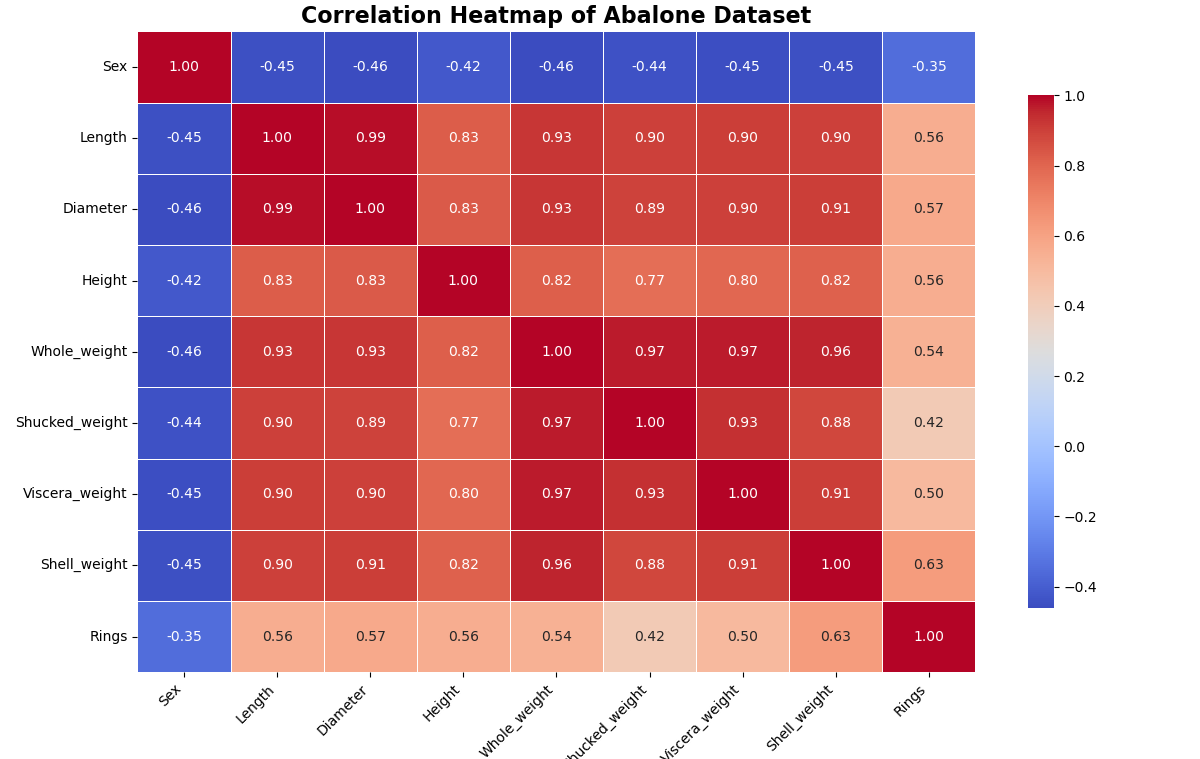 Correlation Heatmap of Abalone Dataset
Sex 1.00 -0.45 -0.46 -0.42 -0.46 -0.44 -0.45 -0.45 -0.35
Length -0.45 1.00 0.99 0.83 0.93 0.90 0.90 0.90 0.56
Diameter -0.46 0.99 1.00 0.83 0.93 0.89 0.90 0.91 0.57
Height -0.42 0.83 0.83 1.00 0.82 0.77 0.80 0.82 0.56
Whole_weight -0.46 0.93 0.93 0.82 1.00 0.97 0.97 0.96 0.54
Shucked_weight -0.44 0.90 0.89 0.77 0.97 1.00 0.93 0.88 0.42
Viscera_weight -0.45 0.90 0.90 0.80 0.97 0.93 1.00 0.91 0.50
Shell_weight -0.45 0.90 0.91 0.82 0.96 0.88 0.91 1.00 0.63
Rings -0.35 0.56 0.57 0.56 0.54 0.42 0.50 0.63 1.00
Sex Length Diameter Height Whole_weight hucked_weight Viscera_weight Shell_weight Rings
1.0
0.8
0.6
0.4
0.2
0.0
−0.2
−0.4